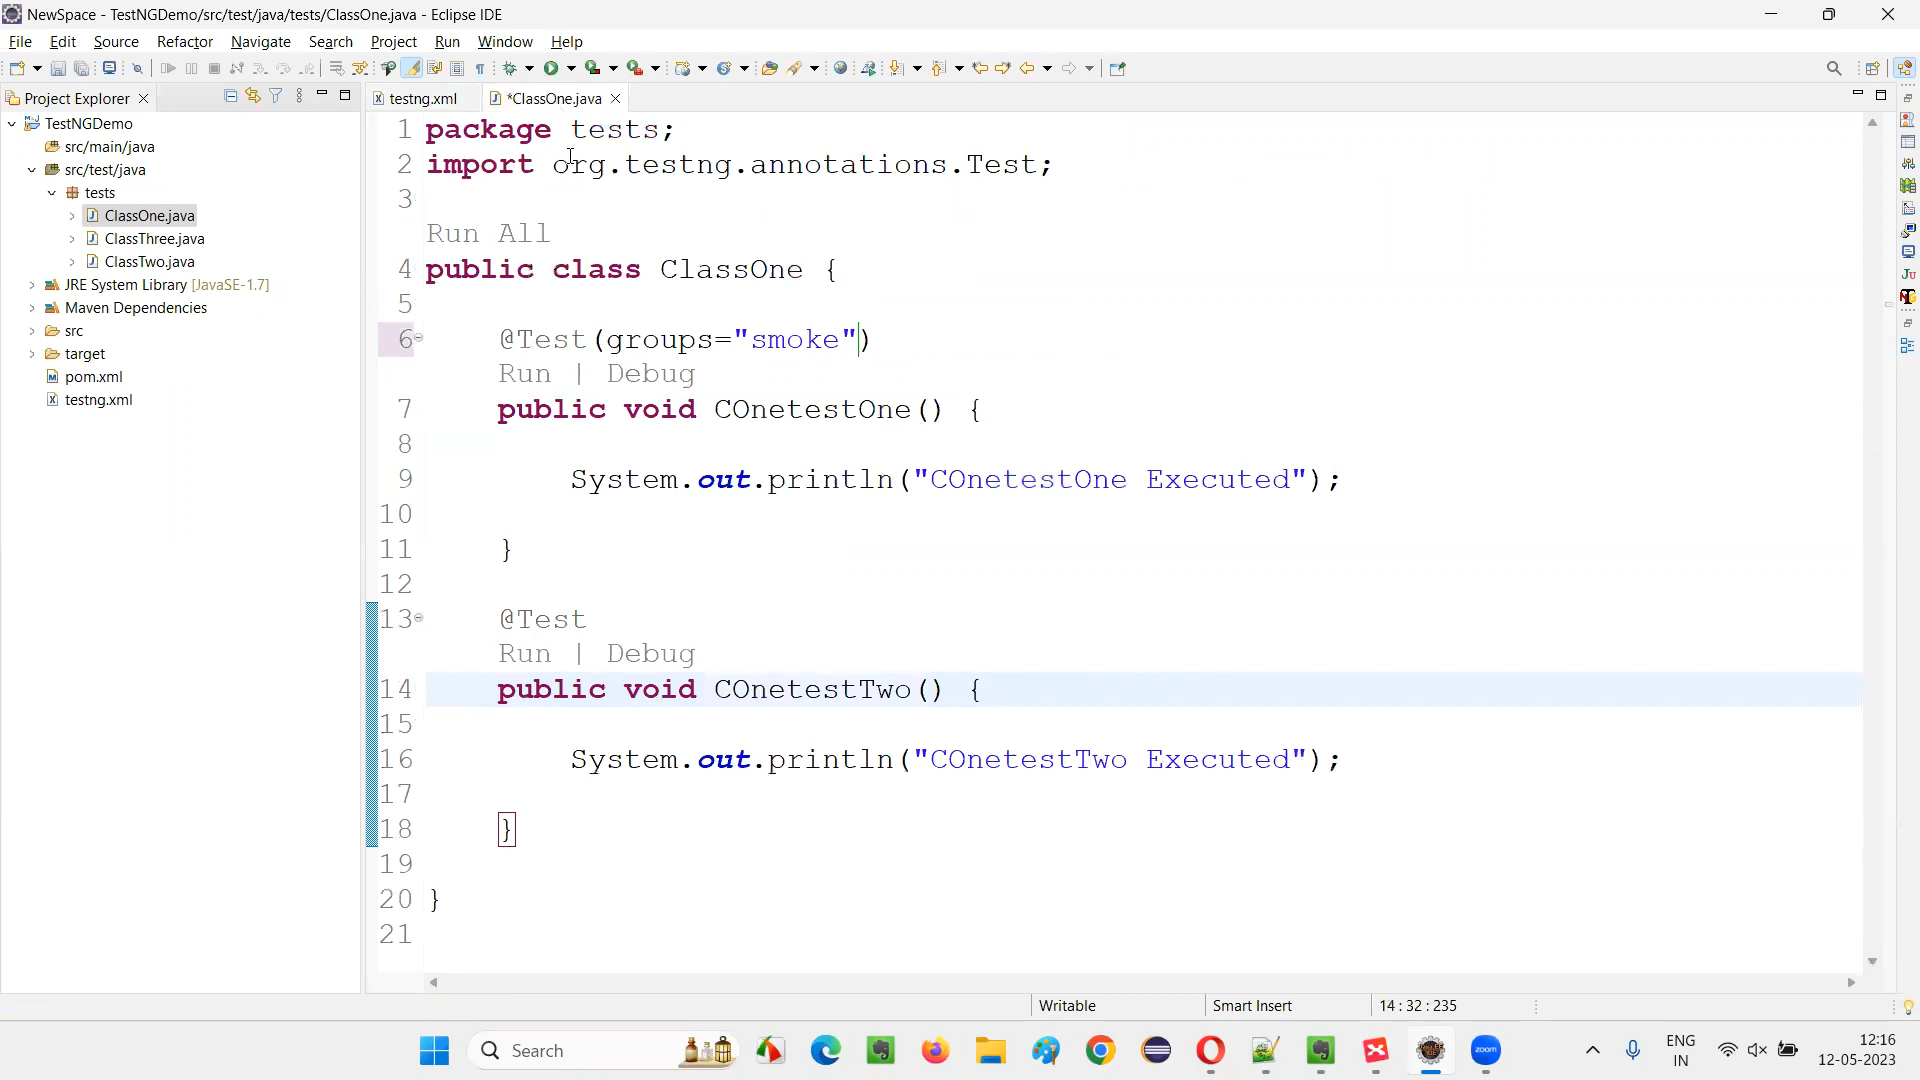 NewSpace - TestNGDemo/src/test/java/tests/ClassOne.java - Eclipse IDE
File Edit Source Refactor Navigate Search Project Run Window Help
Project Explorer
testng.xml
*ClassOne.java
TestNGDemo
src/main/java
src/test/java
tests
ClassOne.java
ClassThree.java
ClassTwo.java
JRE System Library [JavaSE-1.7]
Maven Dependencies
src
target
pom.xml
testng.xml
1 package tests;
2 import org.testng.annotations.Test;
3
Run All
4 public class ClassOne {
5
6 @Test(groups="smoke")
Run | Debug
7 public void COnetestOne() {
8
9 System.out.println("COnetestOne Executed");
10
11 }
12
13 @Test
Run | Debug
14 public void COnetestTwo() {
15
16 System.out.println("COnetestTwo Executed");
17
18 }
19
20 }
21
Writable
Smart Insert
14 : 32 : 235
Search
zoom
ENG
IN
12:16
12-05-2023